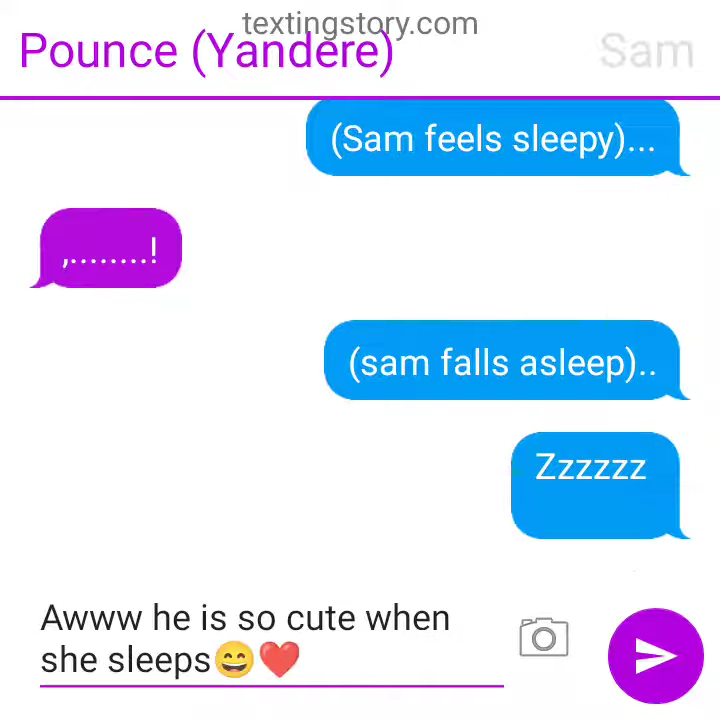 textingstory.com
Pounce (Yandere)
Sam
(Sam feels sleepy)...
,........!
(sam falls asleep)..
Zzzzzz
Awww he is so cute when
she sleeps😄❤️